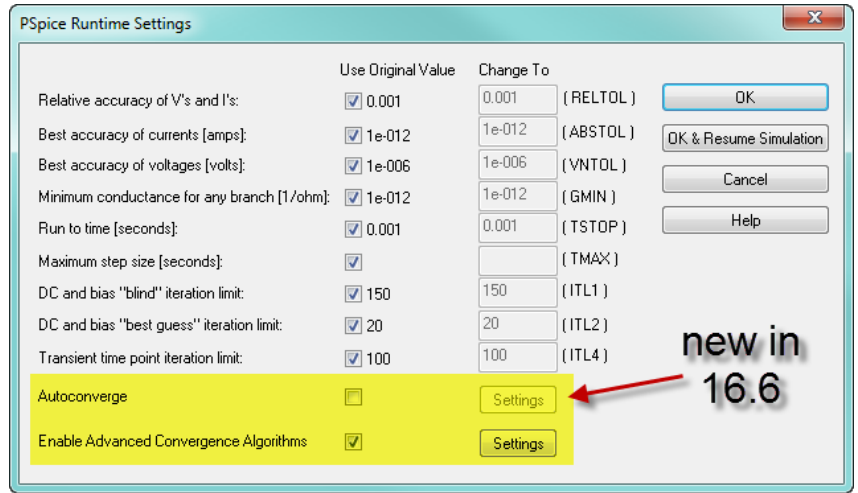 PSpice Runtime Settings
x
Use Original Value Change To
Relative accuracy of V's and I's: 0.001 0.001 (RELTOL) OK
Best accuracy of currents [amps]: 1e-012 1e-012 (ABSTOL) OK & Resume Simulation
Best accuracy of voltages [volts]: 1e-006 1e-006 (VNTOL) Cancel
Minimum conductance for any branch [1/ohm]: 1e-012 1e-012 (GMIN)
Run to time [seconds]: 0.001 0.001 (TSTOP) Help
Maximum step size [seconds]: (TMAX)
DC and bias "blind" iteration limit: 150 150 (ITL1)
DC and bias "best guess" iteration limit: 20 20 (ITL2)
Transient time point iteration limit: 100 100 (ITL4)
new in
16.6
Autoconverge Settings
Enable Advanced Convergence Algorithms Settings